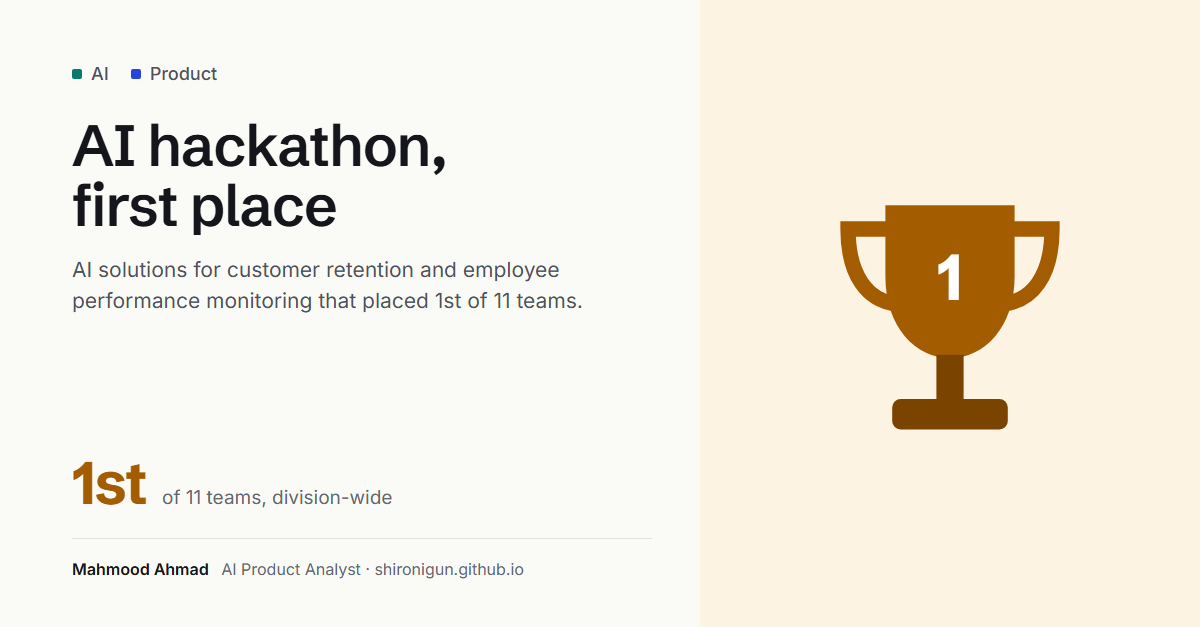 AI Product
AI hackathon,
first place
AI solutions for customer retention and employee
performance monitoring that placed 1st of 11 teams.
1st of 11 teams, division-wide
Mahmood Ahmad AI Product Analyst · shironigun.github.io
1